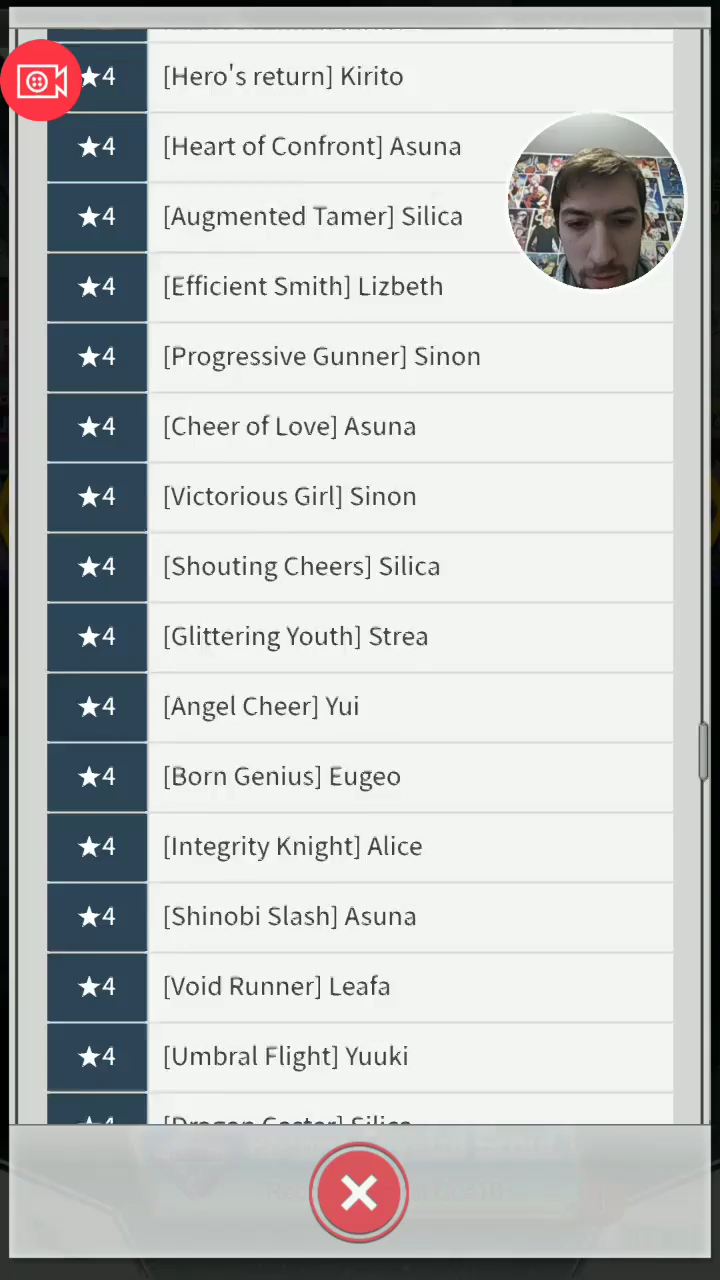 ★4 [Hero's return] Kirito
★4 [Heart of Confront] Asuna
★4 [Augmented Tamer] Silica
★4 [Efficient Smith] Lizbeth
★4 [Progressive Gunner] Sinon
★4 [Cheer of Love] Asuna
★4 [Victorious Girl] Sinon
★4 [Shouting Cheers] Silica
★4 [Glittering Youth] Strea
★4 [Angel Cheer] Yui
★4 [Born Genius] Eugeo
★4 [Integrity Knight] Alice
★4 [Shinobi Slash] Asuna
★4 [Void Runner] Leafa
★4 [Umbral Flight] Yuuki